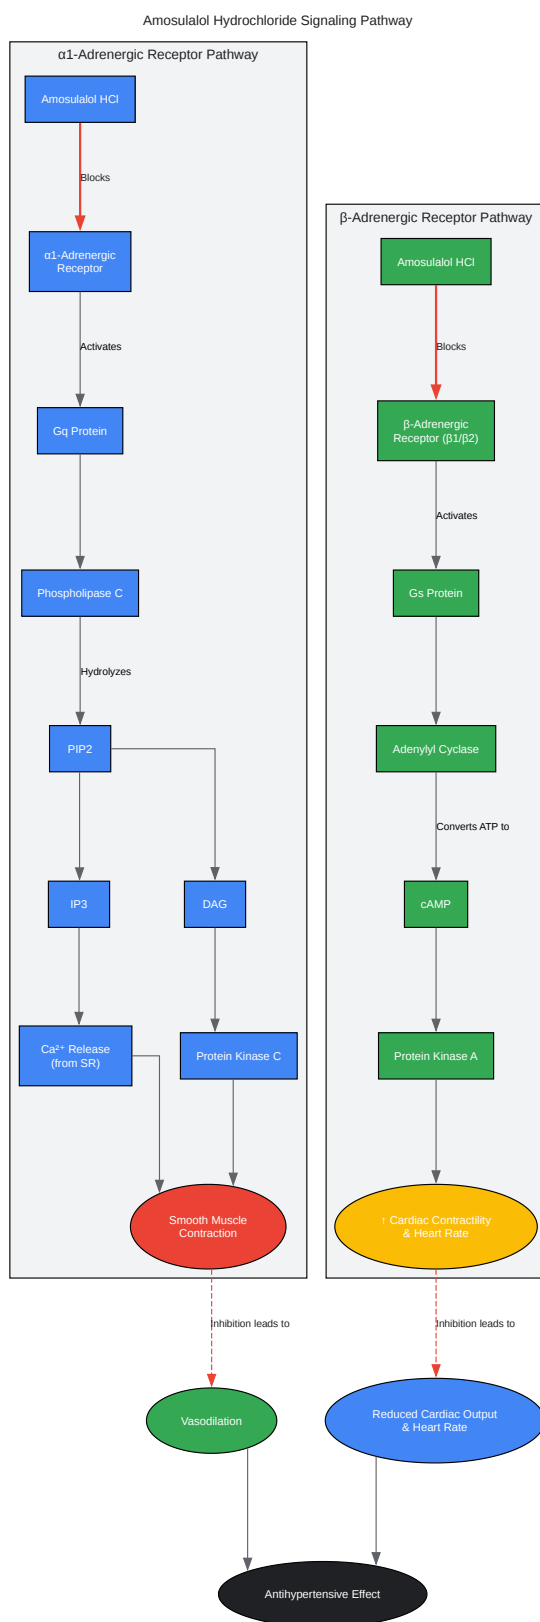 Amosulalol Hydrochloride Signaling Pathway
α1-Adrenergic Receptor Pathway
Amosulalol HCl
Blocks
α1-Adrenergic
Receptor
Activates
Gq Protein
Phospholipase C
Hydrolyzes
PIP2
IP3
DAG
Ca²⁺ Release
(from SR)
Protein Kinase C
Smooth Muscle
Contraction
Inhibition leads to
Vasodilation
β-Adrenergic Receptor Pathway
Amosulalol HCl
Blocks
β-Adrenergic
Receptor (β1/β2)
Activates
Gs Protein
Adenylyl Cyclase
Converts ATP to
cAMP
Protein Kinase A
↑ Cardiac Contractility
& Heart Rate
Inhibition leads to
Reduced Cardiac Output
& Heart Rate
Antihypertensive Effect